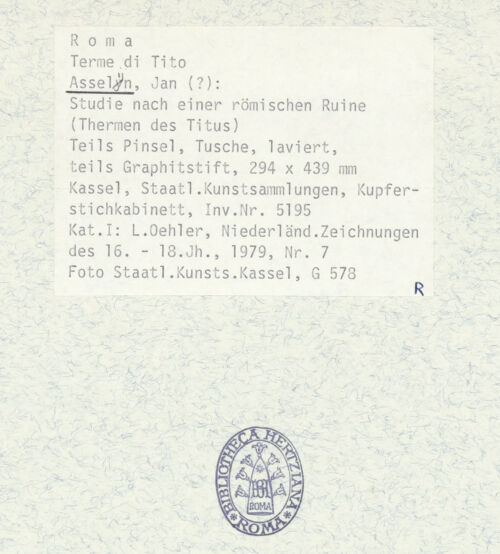 R o m a
Terme di Tito
Asselyn, Jan (?):
Studie nach einer römischen Ruine
(Thermen des Titus)
Teils Pinsel, Tusche, laviert,
teils Graphitstift, 294 x 439 mm
Kassel, Staatl.Kunstsammlungen, Kupfer-
stichkabinett, Inv.Nr. 5195
Kat.I: L.Oehler, Niederländ.Zeichnungen
des 16. - 18.Jh., 1979, Nr. 7
Foto Staatl.Kunsts.Kassel, G 578
R
BIBLIOTHECA HERTZIANA
BH
ROMA
*ROMA*